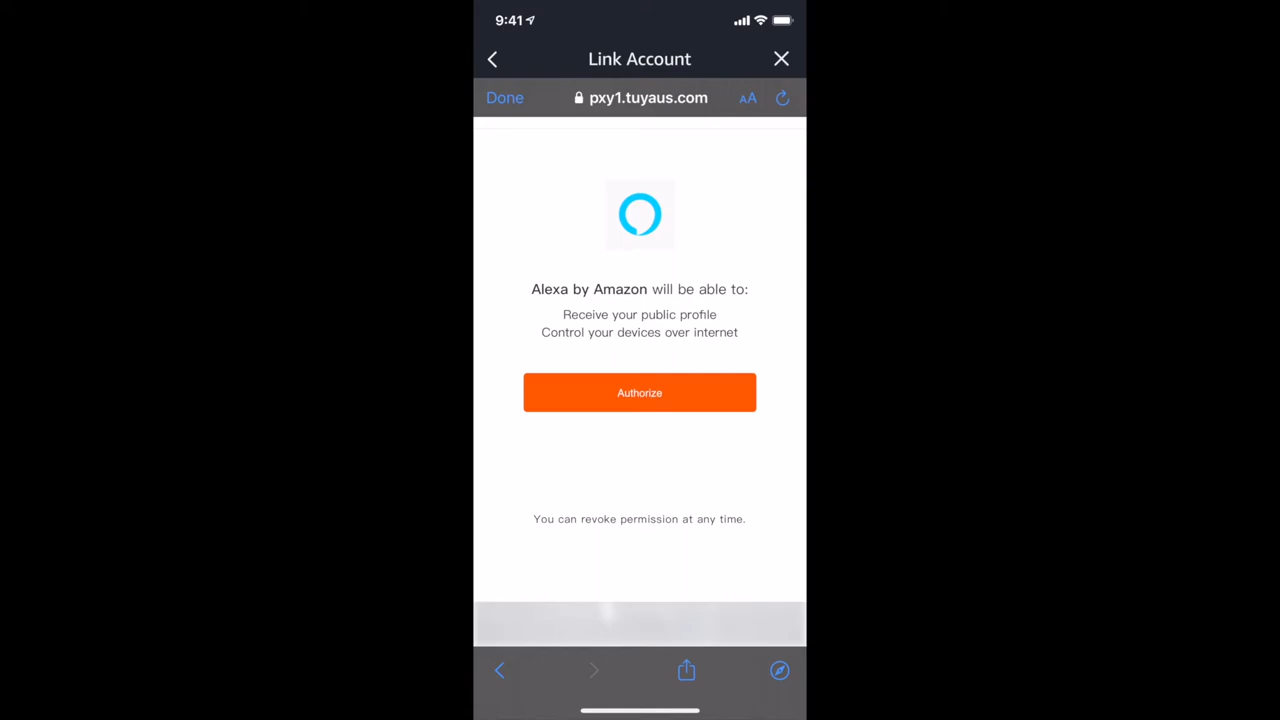 9:41
Link Account
Done pxy1.tuyaus.com AA
Alexa by Amazon will be able to:
Receive your public profile
Control your devices over internet
Authorize
You can revoke permission at any time.